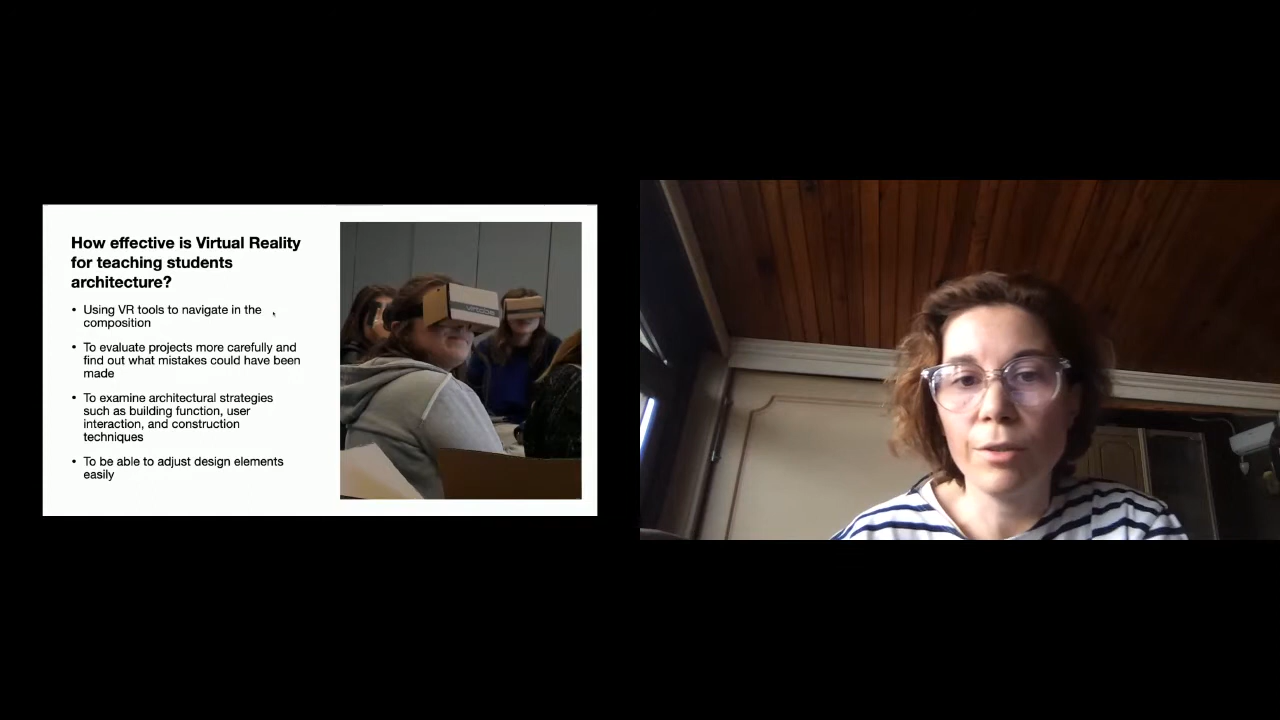 How effective is Virtual Reality
for teaching students
architecture?
• Using VR tools to navigate in the
composition
• To evaluate projects more carefully and
find out what mistakes could have been
made
• To examine architectural strategies
such as building function, user
interaction, and construction
techniques
• To be able to adjust design elements
easily